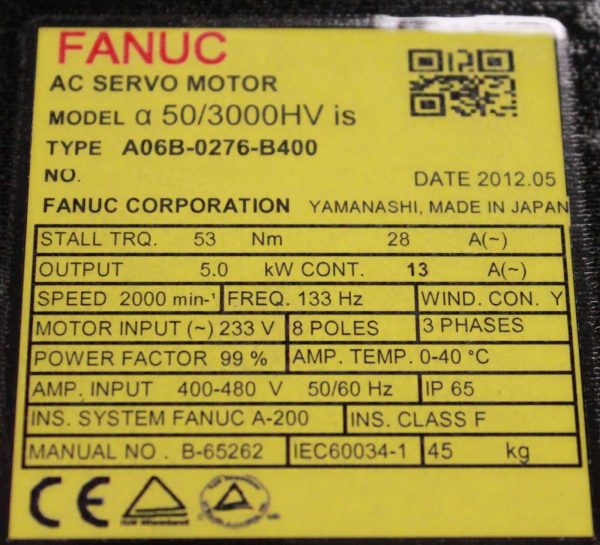 FANUC
AC SERVO MOTOR
MODEL α 50/3000HV is
TYPE A06B-0276-B400
NO.
DATE 2012.05
FANUC CORPORATION YAMANASHI, MADE IN JAPAN
STALL TRQ. 53 Nm 28 A(~)
OUTPUT 5.0 kW CONT. 13 A(~)
SPEED 2000 min-¹ FREQ. 133 Hz WIND. CON. Y
MOTOR INPUT (~) 233 V 8 POLES 3 PHASES
POWER FACTOR 99 % AMP. TEMP. 0-40 °C
AMP. INPUT 400-480 V 50/60 Hz IP 65
INS. SYSTEM FANUC A-200 INS. CLASS F
MANUAL NO . B-65262 IEC60034-1 45 kg
CE